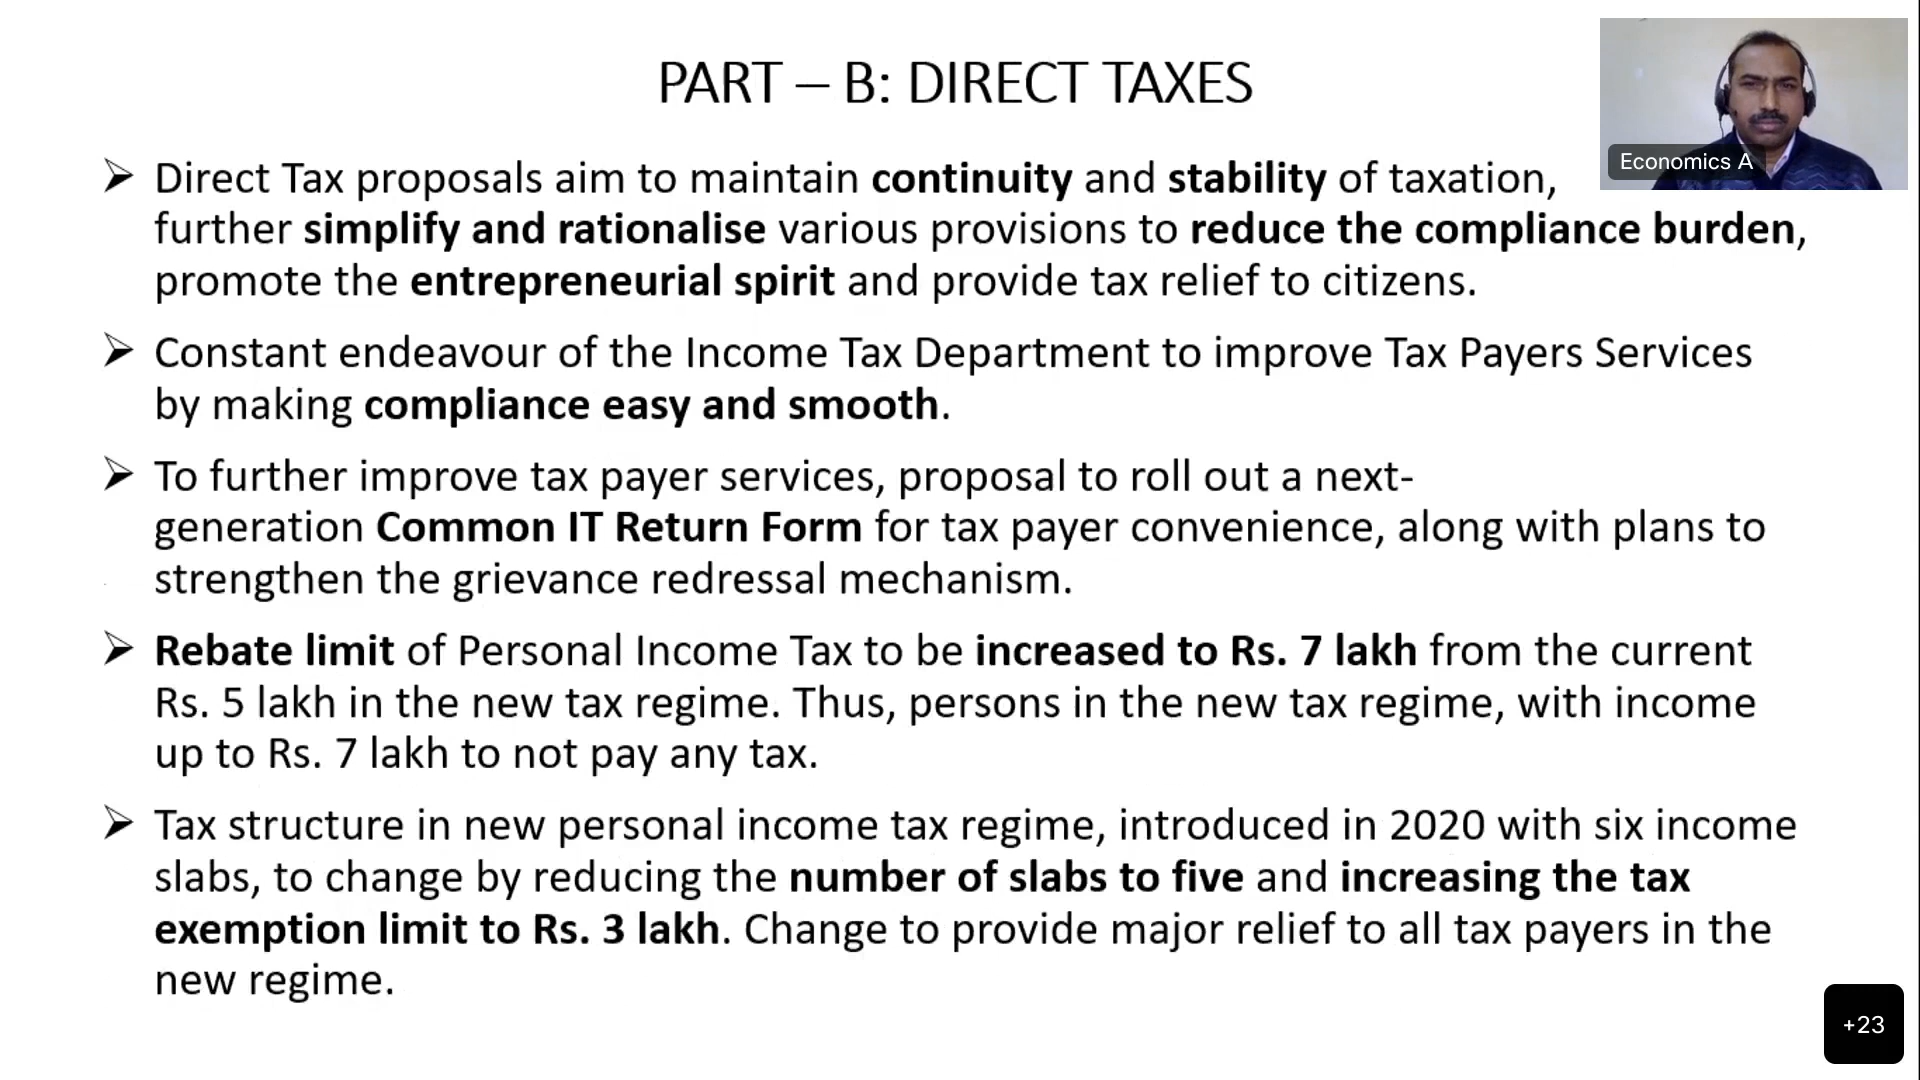 PART – B: DIRECT TAXES
Economics A
➢ Direct Tax proposals aim to maintain continuity and stability of taxation,
further simplify and rationalise various provisions to reduce the compliance burden,
promote the entrepreneurial spirit and provide tax relief to citizens.
➢ Constant endeavour of the Income Tax Department to improve Tax Payers Services
by making compliance easy and smooth.
➢ To further improve tax payer services, proposal to roll out a next-
generation Common IT Return Form for tax payer convenience, along with plans to
strengthen the grievance redressal mechanism.
➢ Rebate limit of Personal Income Tax to be increased to Rs. 7 lakh from the current
Rs. 5 lakh in the new tax regime. Thus, persons in the new tax regime, with income
up to Rs. 7 lakh to not pay any tax.
➢ Tax structure in new personal income tax regime, introduced in 2020 with six income
slabs, to change by reducing the number of slabs to five and increasing the tax
exemption limit to Rs. 3 lakh. Change to provide major relief to all tax payers in the
new regime.
+23